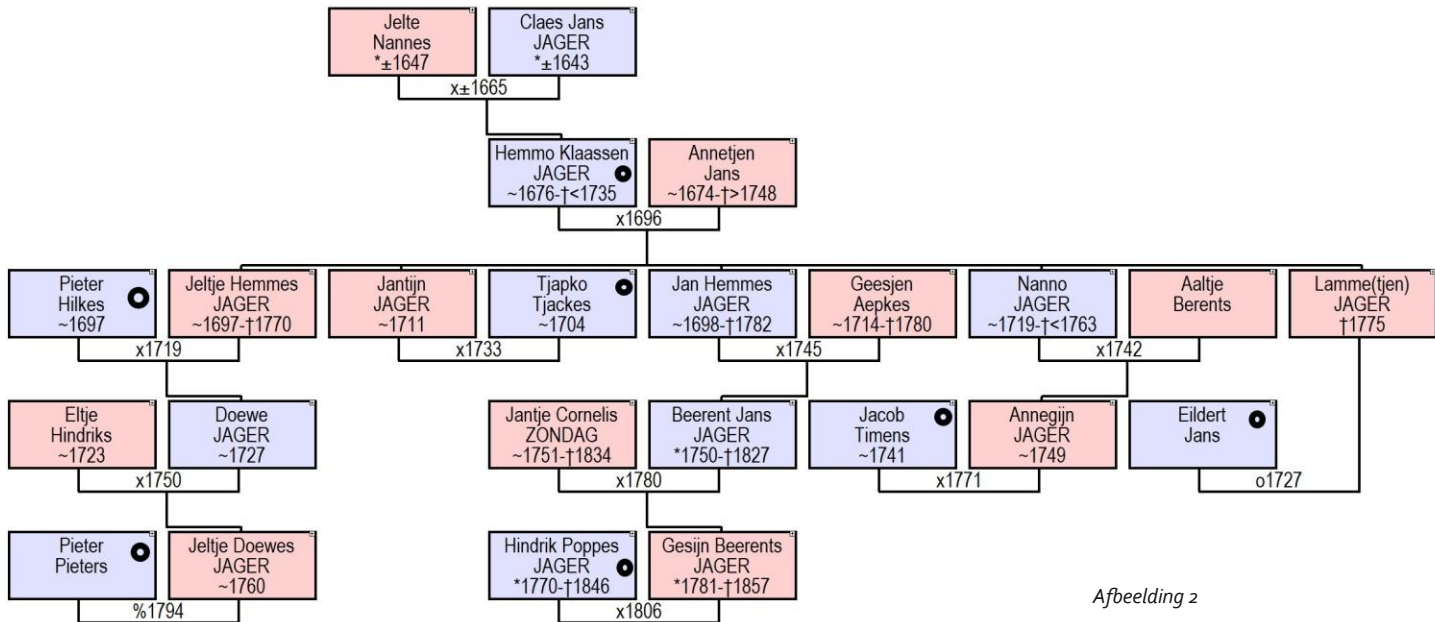 Jelte
Nannes
*±1647
Claes Jans
JAGER
*±1643
x±1665
Hemmo Klaassen
JAGER
~1676-†<1735
Annetjen
Jans
~1674-†>1748
x1696
Pieter
Hilkes
~1697
Jeltje Hemmes
JAGER
~1697-†1770
Jantijn
JAGER
~1711
Tjapko
Tjackes
~1704
Jan Hemmes
JAGER
~1698-†1782
Geesjen
Aepkes
~1714-†1780
Nanno
JAGER
~1719-†<1763
Aaltje
Berents
Lamme(tjen)
JAGER
†1775
x1719
x1733
x1745
x1742
Eltje
Hindriks
~1723
Doewe
JAGER
~1727
Jantje Cornelis
ZONDAG
~1751-†1834
Beerent Jans
JAGER
*1750-†1827
Jacob
Timens
~1741
Annegijn
JAGER
~1749
Eildert
Jans
x1750
x1780
x1771
o1727
Pieter
Pieters
Jeltje Doewes
JAGER
~1760
Hindrik Poppes
JAGER
*1770-†1846
Gesijn Beerents
JAGER
*1781-†1857
%1794
x1806
Afbeelding 2